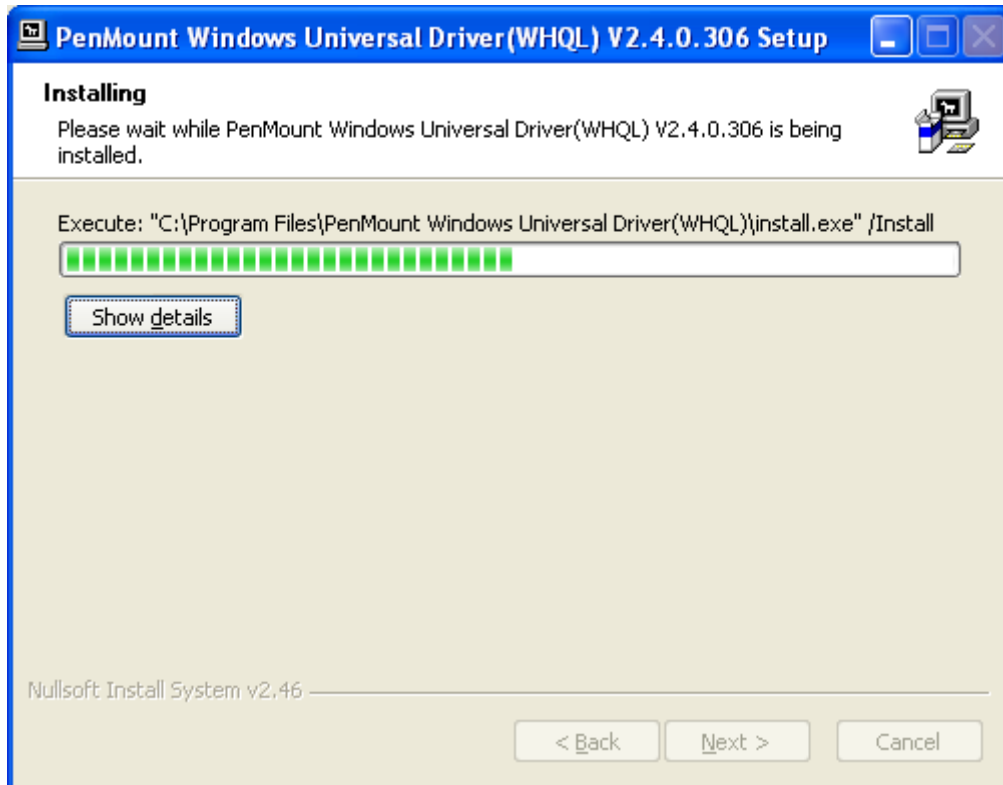 PenMount Windows Universal Driver(WHQL) V2.4.0.306 Setup
Installing
Please wait while PenMount Windows Universal Driver(WHQL) V2.4.0.306 is being
installed.
Execute: "C:\Program Files\PenMount Windows Universal Driver(WHQL)\install.exe" /Install
Show details
Nullsoft Install System v2.46
< Back Next > Cancel